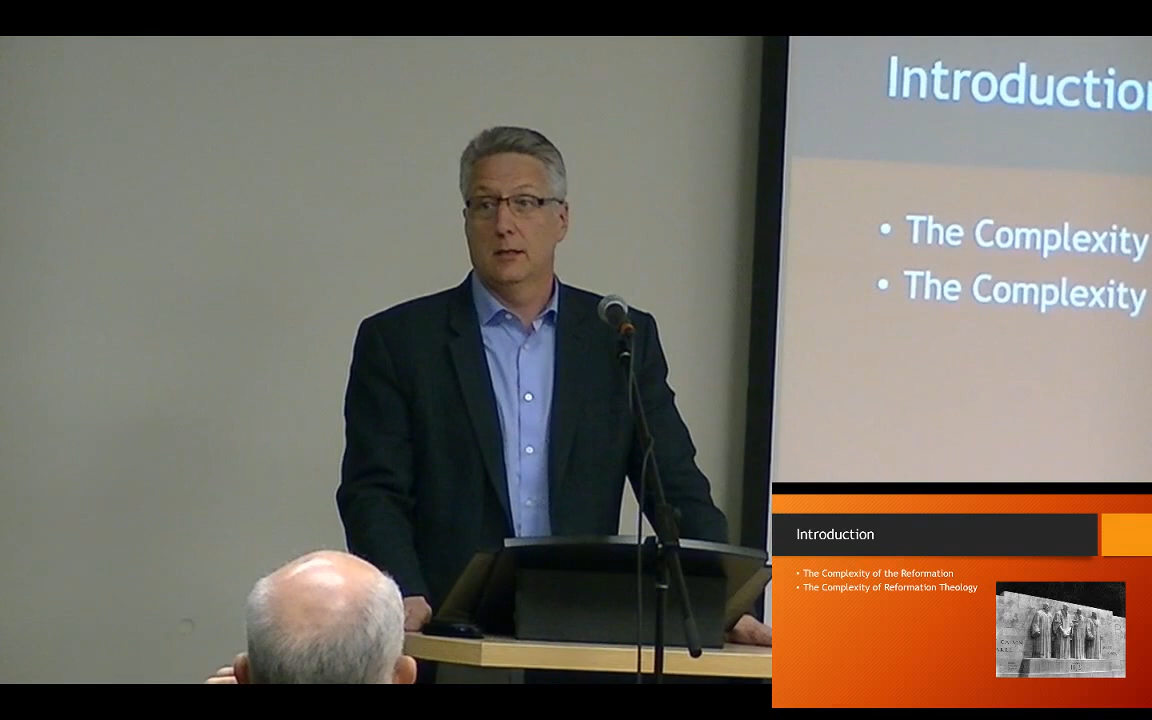 Introductio
• The Complexity
• The Complexity
Introduction
• The Complexity of the Reformation
• The Complexity of Reformation Theology